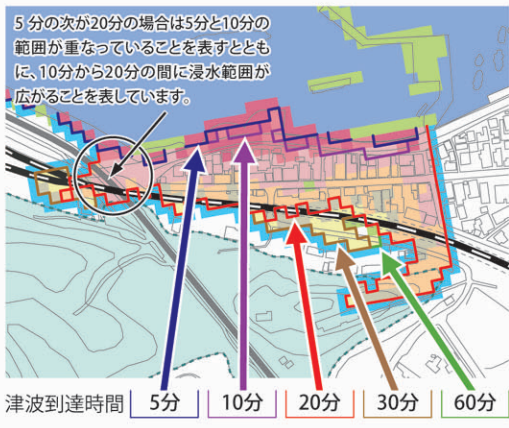 5 分の次が20分の場合は5分と10分の
範囲が重なっていることを表すととも
に、10分から20分の間に浸水範囲が
広がることを表しています。
津波到達時間 5分 10分 20分 30分 60分